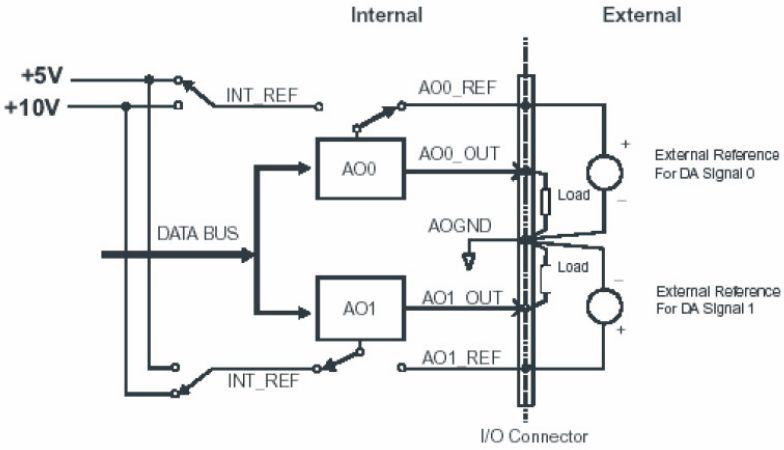 Internal
External
+5V
+10V
INT_REF
AO0_REF
AO0
AO0_OUT
Load
+
−
External Reference
For DA Signal 0
DATA BUS
AOGND
Load
AO1
AO1_OUT
−
+
External Reference
For DA Signal 1
INT_REF
AO1_REF
I/O Connector